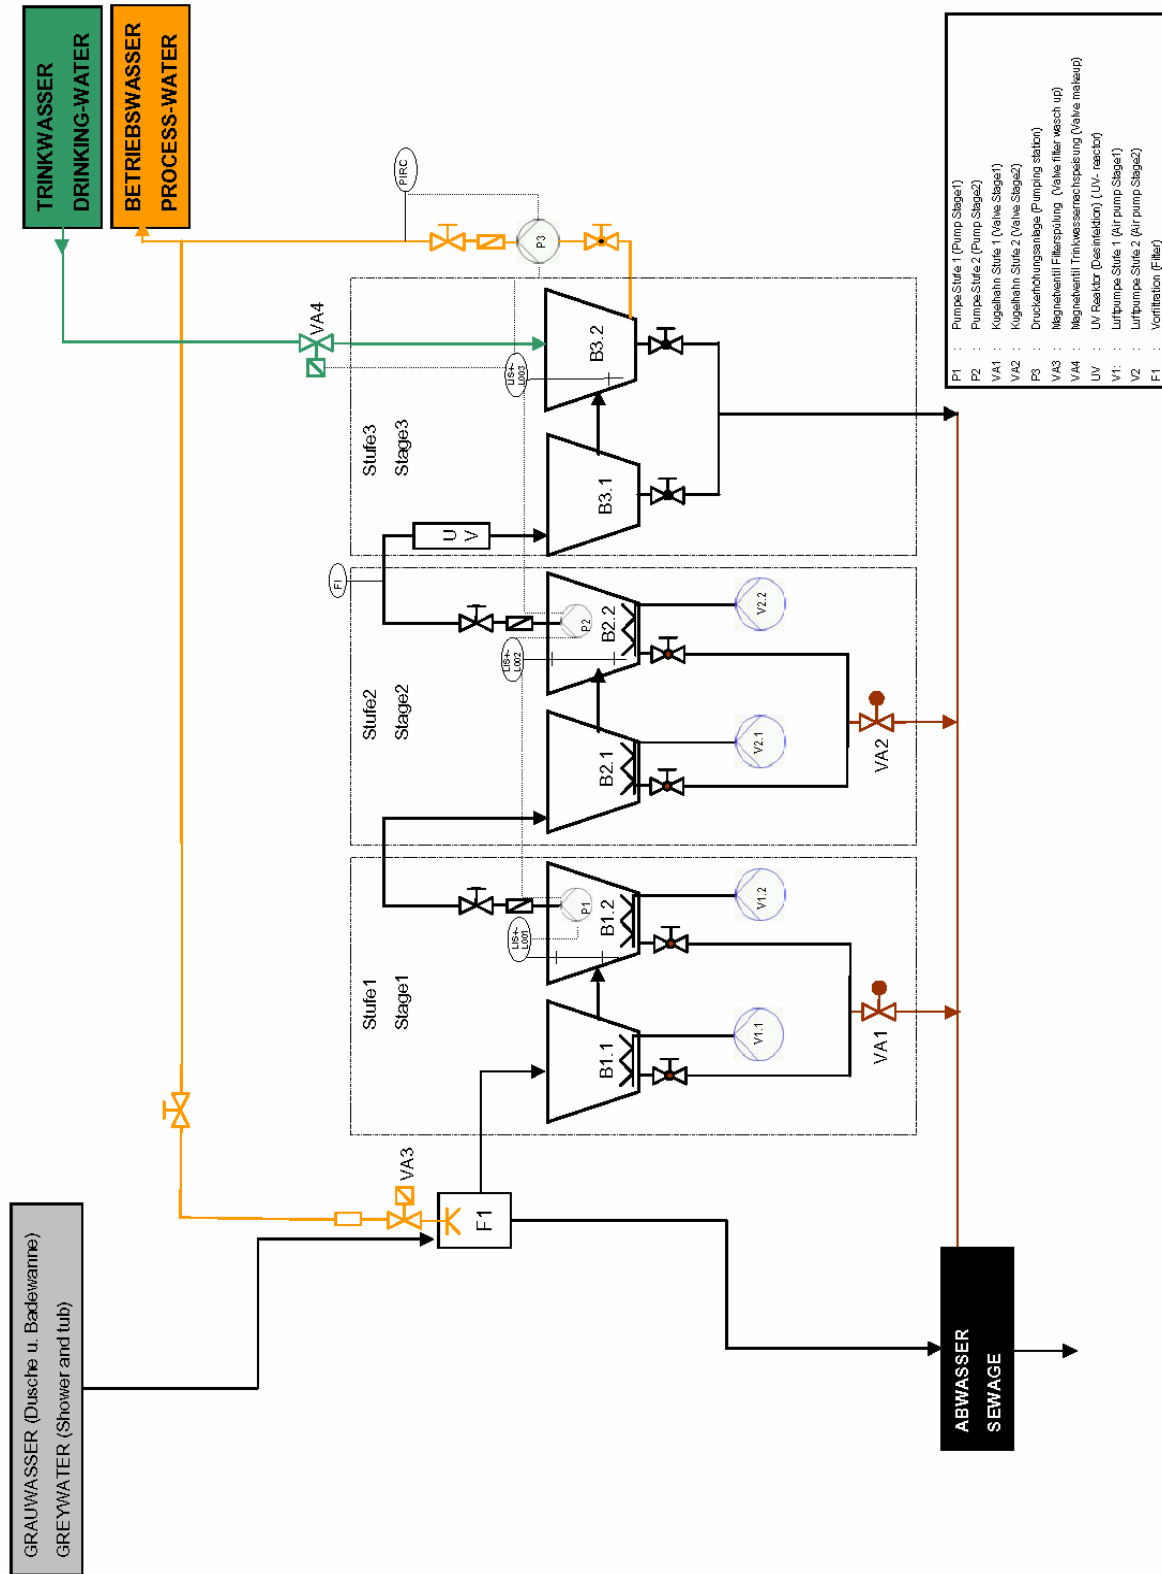 GRAUWASSER (Dusche u. Badewanne)
GREYWATER (Shower and tub)
TRINKWASSER
DRINKING-WATER
BETRIEBSWASSER
PROCESS-WATER
VA3
F1
Stufe1
Stage1
LIS+-
L001
P1
B1.1
B1.2
V1.1
V1.2
VA1
Stufe2
Stage2
FI
LIS+-
L002
P2
B2.1
B2.2
V2.1
V2.2
VA2
Stufe3
Stage3
U
V
VA4
LIS+-
L003
PIRC
P3
B3.1
B3.2
ABWASSER
SEWAGE
P1 : Pumpe Stufe 1 (Pump Stage1)
P2 : Pumpe Stufe 2 (Pump Stage2)
VA1 : Kugelhahn Stufe 1 (Valve Stage1)
VA2 : Kugelhahn Stufe 2 (Valve Stage2)
P3 : Druckerhöhungsanlage (Pumping station)
VA3 : Magnetventil Filterspülung (Valve filter wasch up)
VA4 : Magnetventil Trinkwassernachspeisung (Valve makeup)
UV : UV Reaktor (Desinfektion) ( UV- reactor)
V1: : Luftpumpe Stufe 1 (Air pump Stage1)
V2 : Luftpumpe Stufe 2 (Air pump Stage2)
F1 : Vorfiltration (Filter)